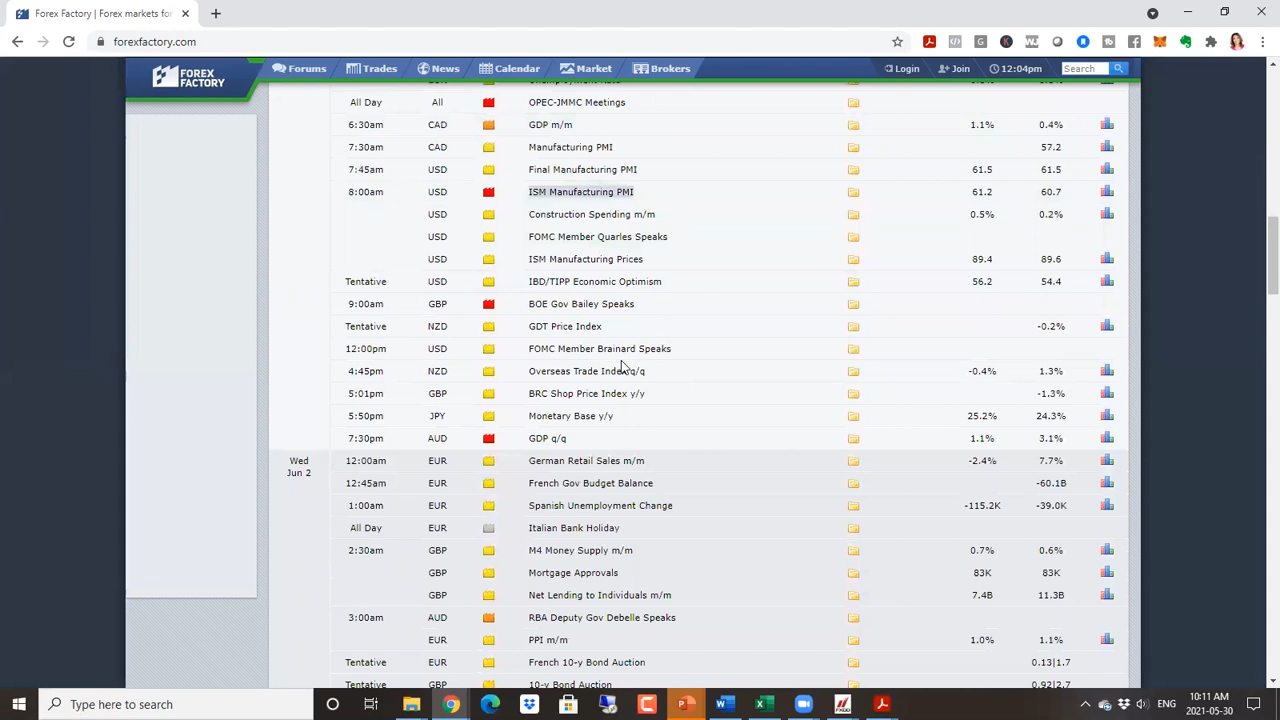 Forex Factory | Forex markets for
forexfactory.com
FOREX FACTORY
Forums Trades News Calendar Market Brokers Login Join 12:04pm Search
All Day All OPEC-JMMC Meetings
6:30am CAD GDP m/m 1.1% 0.4%
7:30am CAD Manufacturing PMI 57.2
7:45am USD Final Manufacturing PMI 61.5 61.5
8:00am USD ISM Manufacturing PMI 61.2 60.7
USD Construction Spending m/m 0.5% 0.2%
USD FOMC Member Quarles Speaks
USD ISM Manufacturing Prices 89.4 89.6
Tentative USD IBD/TIPP Economic Optimism 56.2 54.4
9:00am GBP BOE Gov Bailey Speaks
Tentative NZD GDT Price Index -0.2%
12:00pm USD FOMC Member Brainard Speaks
4:45pm NZD Overseas Trade Index q/q -0.4% 1.3%
5:01pm GBP BRC Shop Price Index y/y -1.3%
5:50pm JPY Monetary Base y/y 25.2% 24.3%
7:30pm AUD GDP q/q 1.1% 3.1%
Wed Jun 2 12:00am EUR German Retail Sales m/m -2.4% 7.7%
12:45am EUR French Gov Budget Balance -60.1B
1:00am EUR Spanish Unemployment Change -115.2K -39.0K
All Day EUR Italian Bank Holiday
2:30am GBP M4 Money Supply m/m 0.7% 0.6%
GBP Mortgage Approvals 83K 83K
GBP Net Lending to Individuals m/m 7.4B 11.3B
3:00am AUD RBA Deputy Gov Debelle Speaks
EUR PPI m/m 1.0% 1.1%
Tentative EUR French 10-y Bond Auction 0.13|1.7
Tentative GBP 10-y Bond Auction 0.92|2.7
Type here to search
ENG
10:11 AM
2021-05-30